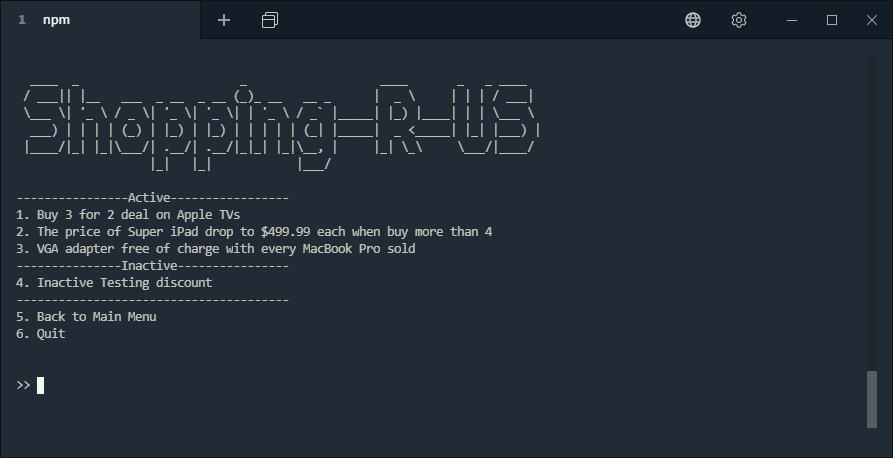 1 npm
Shopping-R-US
---------------Active----------------
1. Buy 3 for 2 deal on Apple TVs
2. The price of Super iPad drop to $499.99 each when buy more than 4
3. VGA adapter free of charge with every MacBook Pro sold
---------------Inactive----------------
4. Inactive Testing discount
---------------------------------------
5. Back to Main Menu
6. Quit
>>